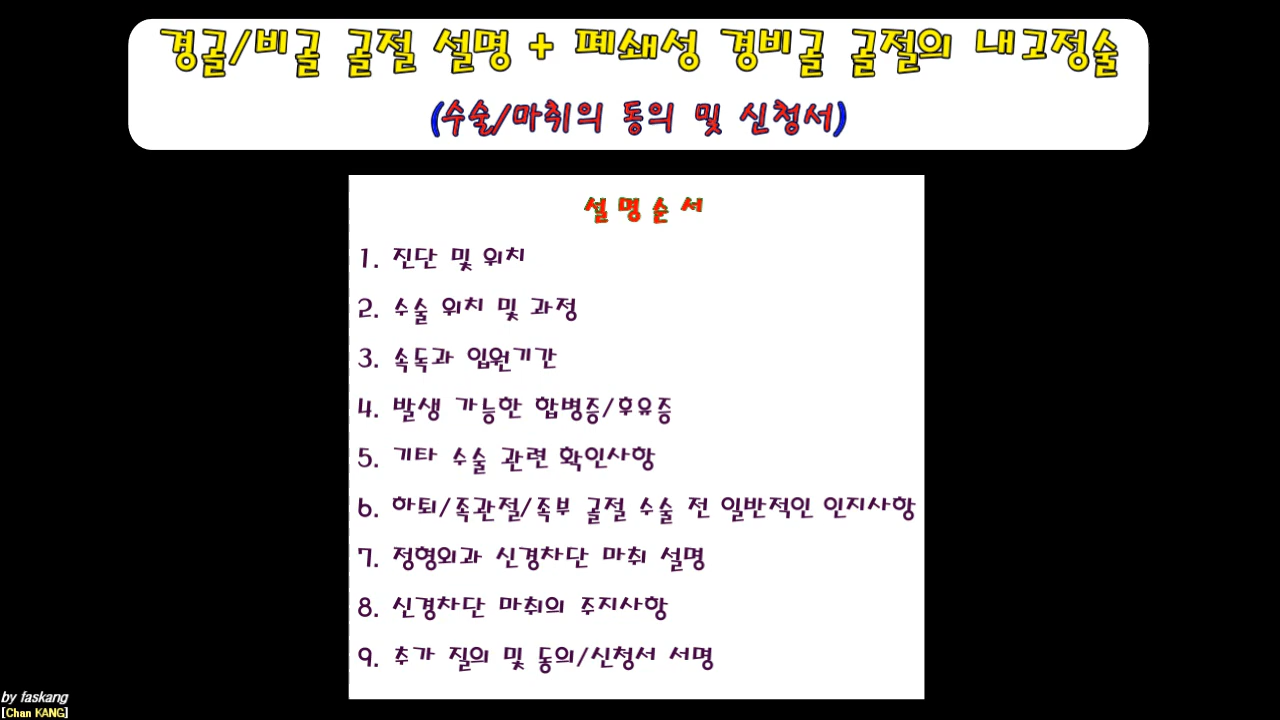 경골/비골 골절 설명 + 폐쇄성 경비골 골절의 내고정술
(수술/마취의 동의 및 신청서)
설명순서
1. 진단 및 위치
2. 수술 위치 및 과정
3. 속독과 입원기간
4. 발생 가능한 합병증/후유증
5. 기타 수술 관련 확인사항
6. 하퇴/족관절/족부 골절 수술 전 일반적인 인지사항
7. 정형외과 신경차단 마취 설명
8. 신경차단 마취의 주지사항
9. 추가 질의 및 동의/신청서 서명
by faskang
[Chan KANG]